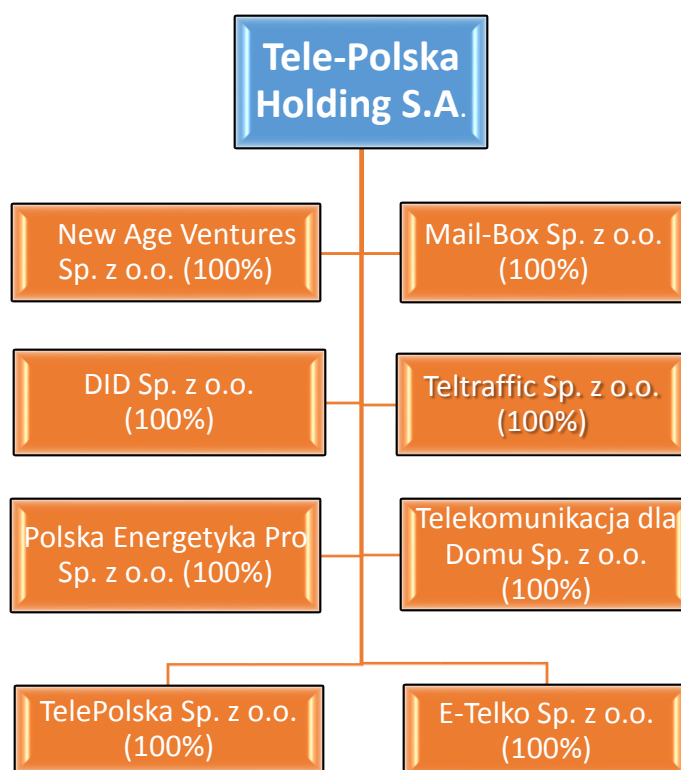 Tele-Polska
Holding S.A.
New Age Ventures
Sp. z o.o. (100%)
Mail-Box Sp. z o.o.
(100%)
DID Sp. z o.o.
(100%)
Teltraffic Sp. z o.o.
(100%)
Polska Energetyka Pro
Sp. z o.o. (100%)
Telekomunikacja dla
Domu Sp. z o.o.
(100%)
TelePolska Sp. z o.o.
(100%)
E-Telko Sp. z o.o.
(100%)